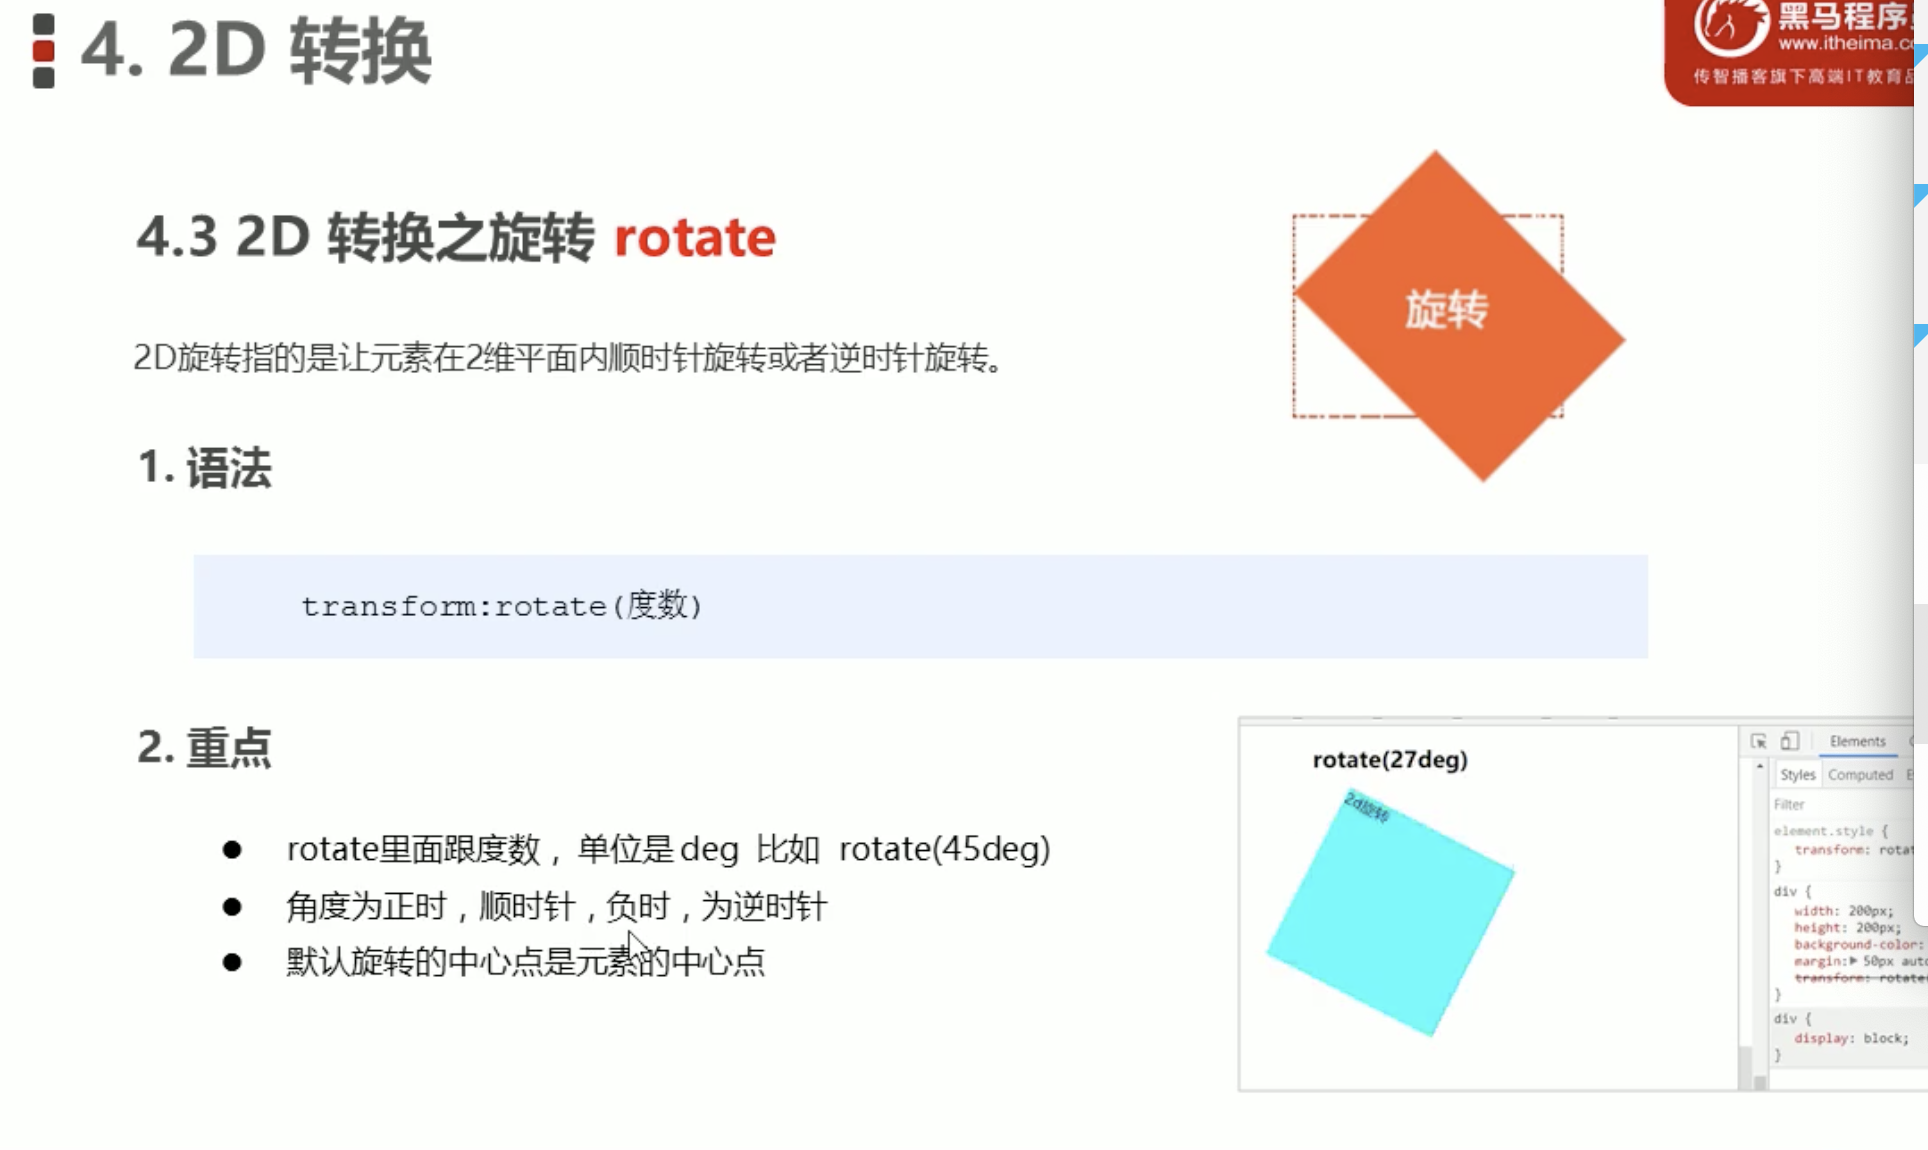 4. 2D 转换
黑马程序
www.itheima.c
传智播客旗下高端IT教育
4.3 2D 转换之旋转 rotate
旋转
2D旋转指的是让元素在2维平面内顺时针旋转或者逆时针旋转。
1. 语法
transform:rotate(度数)
2. 重点
rotate里面跟度数，单位是 deg 比如 rotate(45deg)
角度为正时，顺时针，负时，为逆时针
默认旋转的中心点是元素的中心点
rotate(27deg)
2d旋转
Elements
Styles Computed E
Filter
element.style {
transform: rotat
}
div {
width: 200px;
height: 200px;
background-color:
margin:▶ 50px auto
transform: rotate
}
div {
display: block;
}